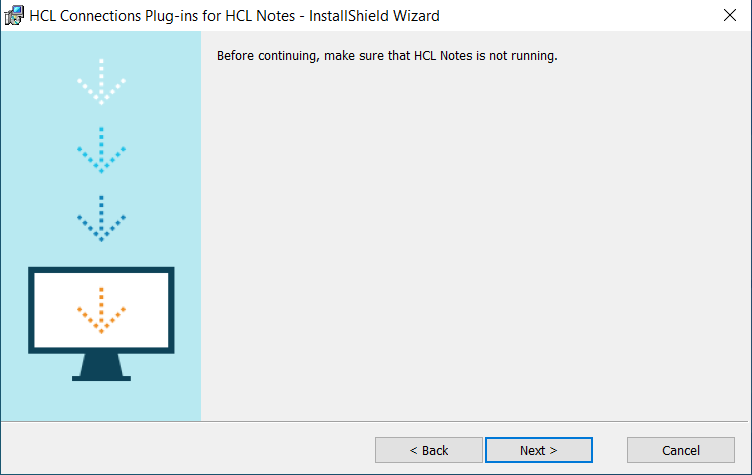 HCL Connections Plug-ins for HCL Notes - InstallShield Wizard
Before continuing, make sure that HCL Notes is not running.
< Back
Next >
Cancel